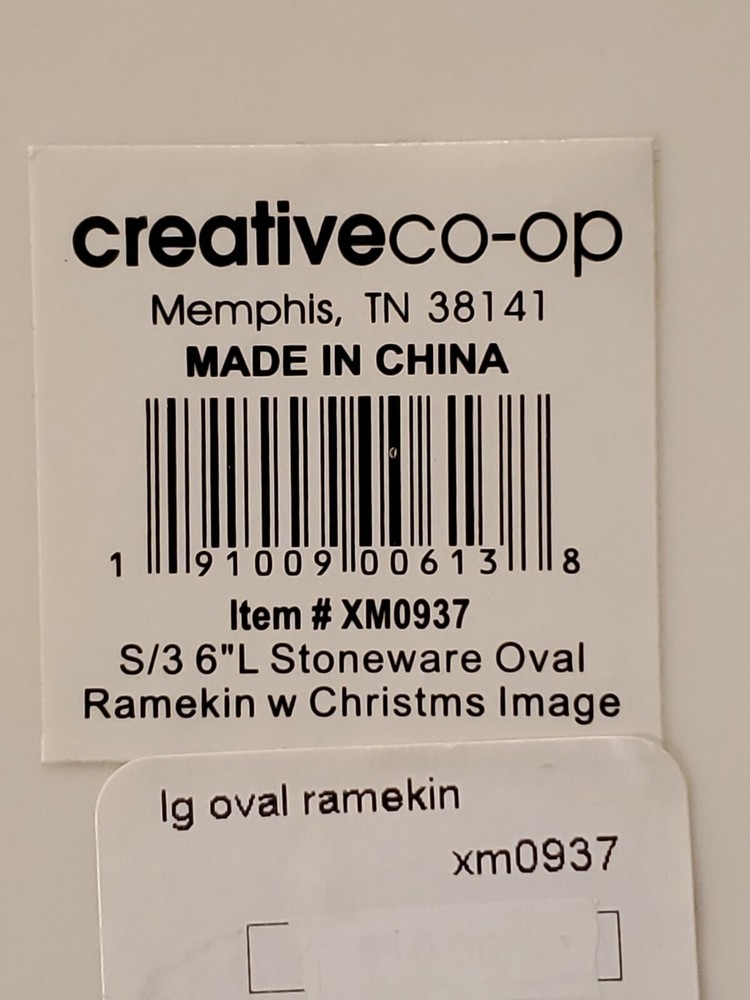 creativeco-op
Memphis, TN 38141
MADE IN CHINA
1 91009 00613 8
Item # XM0937
S/3 6"L Stoneware Oval
Ramekin w Christms Image
lg oval ramekin
xm0937